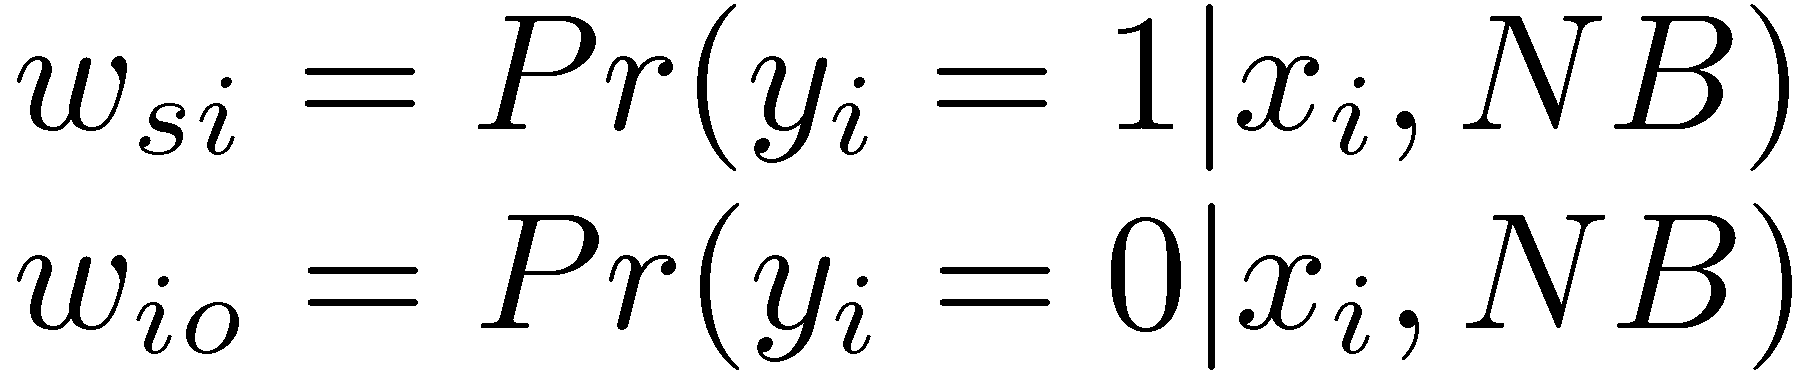 w_{si} = Pr(y_i = 1|x_i, NB)
w_{io} = Pr(y_i = 0|x_i, NB)